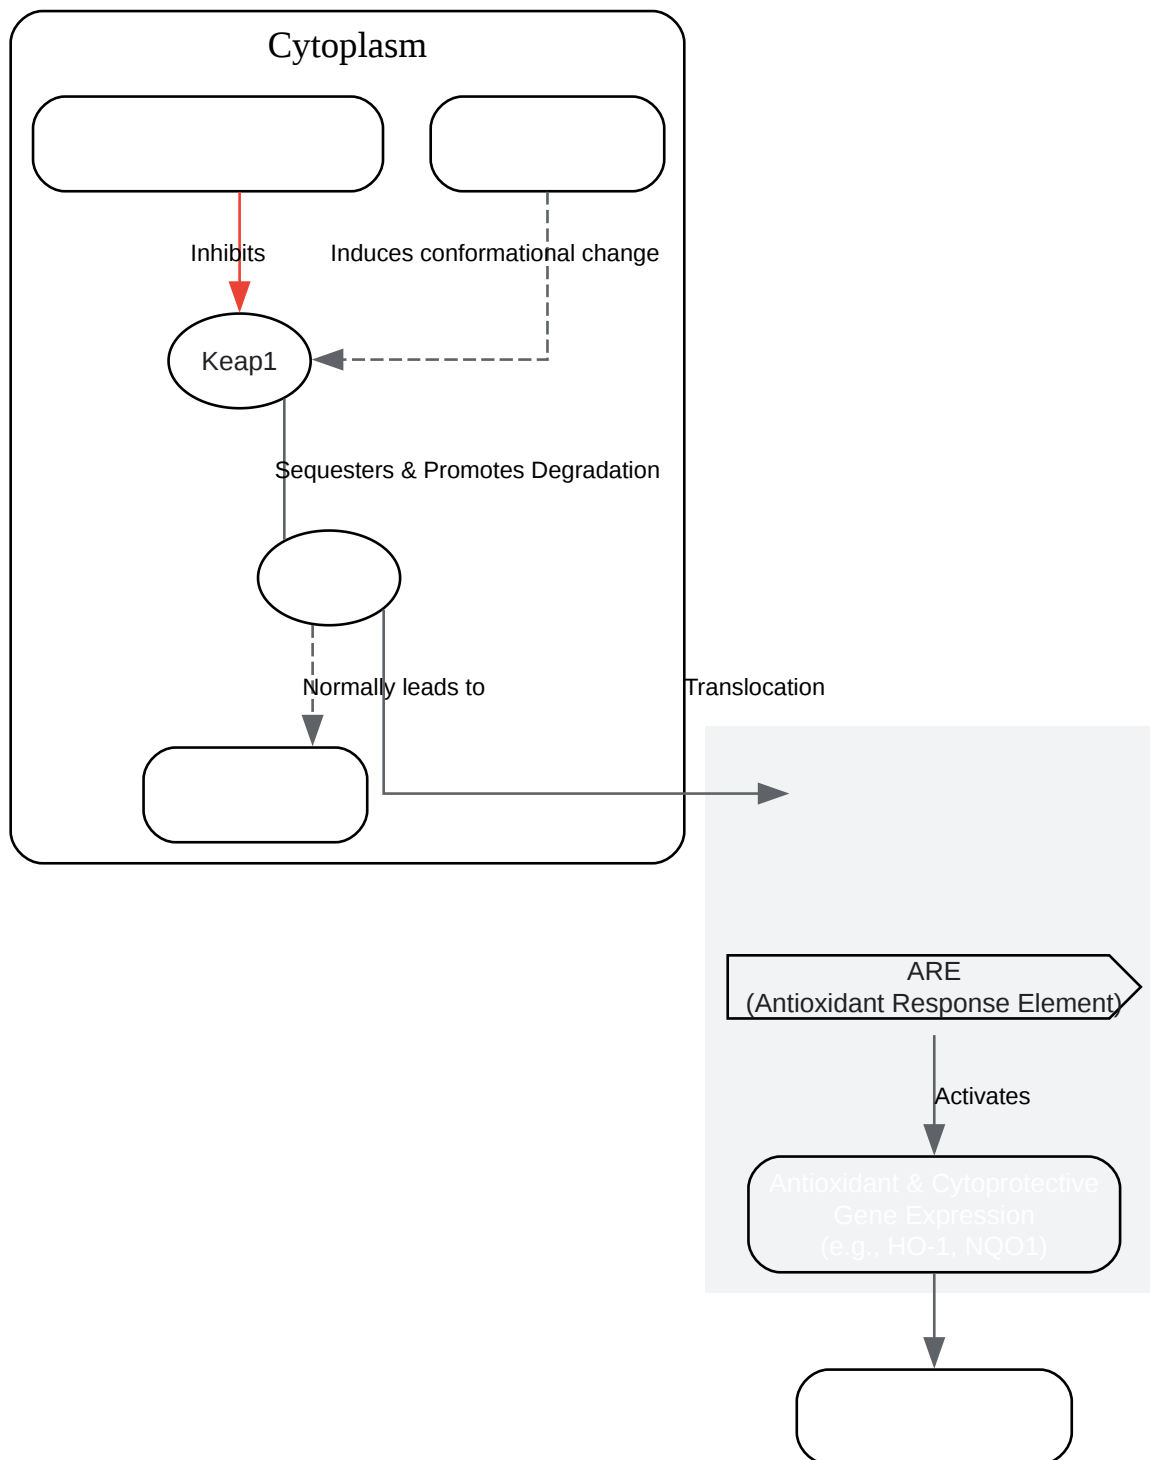 Cytoplasm
Inhibits
Induces conformational change
Keap1
Sequesters & Promotes Degradation
Normally leads to
Translocation
ARE
(Antioxidant Response Element)
Activates
Antioxidant & Cytoprotective
Gene Expression
(e.g., HO-1, NQO1)